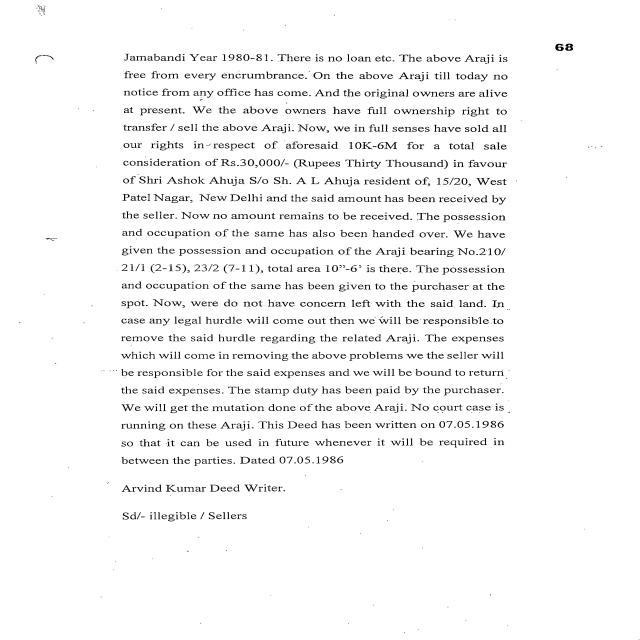 68
Jamabandi Year 1980-81. There is no loan etc. The above Araji is
free from every encrumbrance. On the above Araji till today no
notice from any office has come. And the original owners are alive
at present. We the above owners have full ownership right to
transfer / sell the above Araji. Now, we in full senses have sold all
our rights in respect of aforesaid 10K-6M for a total sale
consideration of Rs.30,000/- (Rupees Thirty Thousand) in favour
of Shri Ashok Ahuja S/o Sh. A L Ahuja resident of, 15/20, West
Patel Nagar, New Delhi and the said amount has been received by
the seller. Now no amount remains to be received. The possession
and occupation of the same has also been handed over. We have
given the possession and occupation of the Araji bearing No.210/
21/1 (2-15), 23/2 (7-11), total area 10"-6' is there. The possession
and occupation of the same has been given to the purchaser at the
spot. Now, were do not have concern left with the said land. In
case any legal hurdle will come out then we will be responsible to
remove the said hurdle regarding the related Araji. The expenses
which will come in removing the above problems we the seller will
be responsible for the said expenses and we will be bound to return
the said expenses. The stamp duty has been paid by the purchaser.
We will get the mutation done of the above Araji. No court case is
running on these Araji. This Deed has been written on 07.05.1986
so that it can be used in future whenever it will be required in
between the parties. Dated 07.05.1986
Arvind Kumar Deed Writer.
Sd/- illegible / Sellers